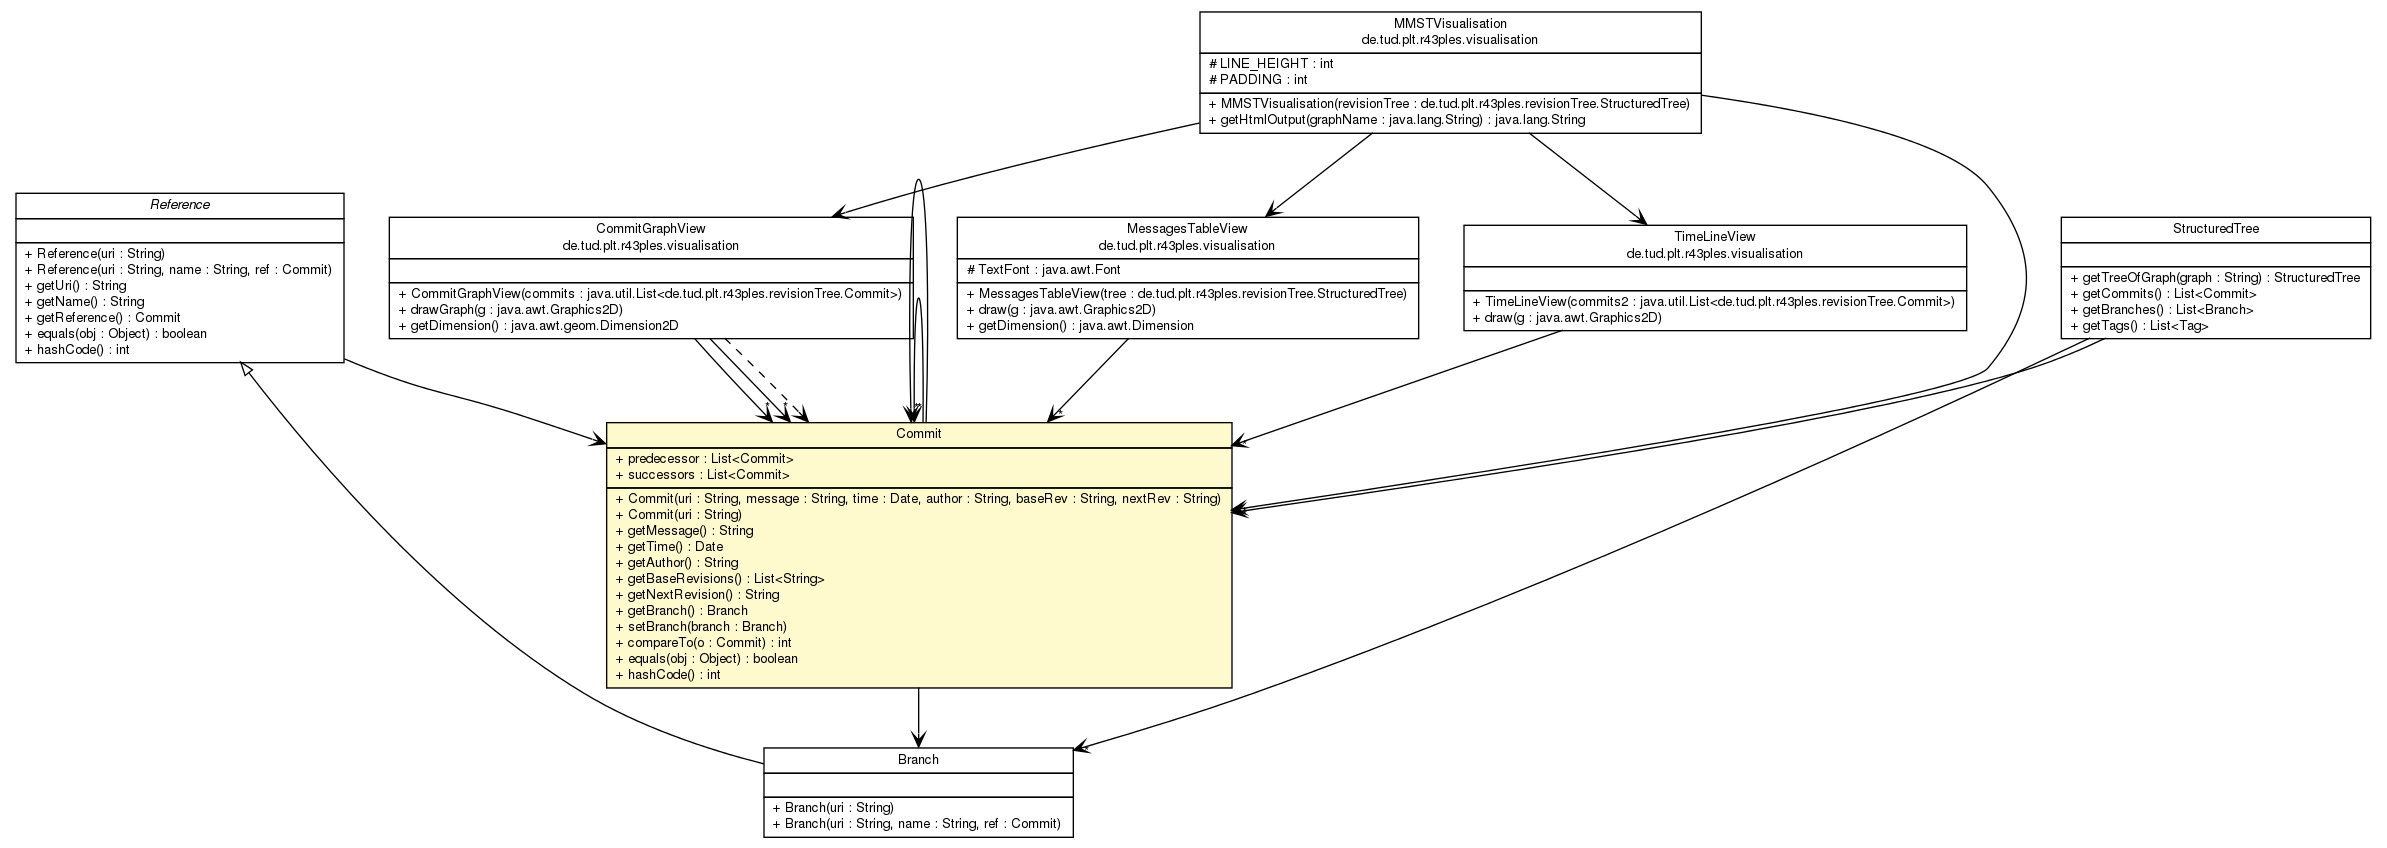 MMSTVisualisation
de.tud.plt.r43ples.visualisation
# LINE_HEIGHT : int
# PADDING : int
+ MMSTVisualisation(revisionTree : de.tud.plt.r43ples.revisionTree.StructuredTree)
+ getHtmlOutput(graphName : java.lang.String) : java.lang.String
Reference
+ Reference(uri : String)
+ Reference(uri : String, name : String, ref : Commit)
+ getUri() : String
+ getName() : String
+ getReference() : Commit
+ equals(obj : Object) : boolean
+ hashCode() : int
CommitGraphView
de.tud.plt.r43ples.visualisation
+ CommitGraphView(commits : java.util.List<de.tud.plt.r43ples.revisionTree.Commit>)
+ drawGraph(g : java.awt.Graphics2D)
+ getDimension() : java.awt.geom.Dimension2D
MessagesTableView
de.tud.plt.r43ples.visualisation
# TextFont : java.awt.Font
+ MessagesTableView(tree : de.tud.plt.r43ples.revisionTree.StructuredTree)
+ draw(g : java.awt.Graphics2D)
+ getDimension() : java.awt.Dimension
TimeLineView
de.tud.plt.r43ples.visualisation
+ TimeLineView(commits2 : java.util.List<de.tud.plt.r43ples.revisionTree.Commit>)
+ draw(g : java.awt.Graphics2D)
StructuredTree
+ getTreeOfGraph(graph : String) : StructuredTree
+ getCommits() : List<Commit>
+ getBranches() : List<Branch>
+ getTags() : List<Tag>
* * * * * *
Commit
+ predecessor : List<Commit>
+ successors : List<Commit>
+ Commit(uri : String, message : String, time : Date, author : String, baseRev : String, nextRev : String)
+ Commit(uri : String)
+ getMessage() : String
+ getTime() : Date
+ getAuthor() : String
+ getBaseRevisions() : List<String>
+ getNextRevision() : String
+ getBranch() : Branch
+ setBranch(branch : Branch)
+ compareTo(o : Commit) : int
+ equals(obj : Object) : boolean
+ hashCode() : int
Branch
+ Branch(uri : String)
+ Branch(uri : String, name : String, ref : Commit)